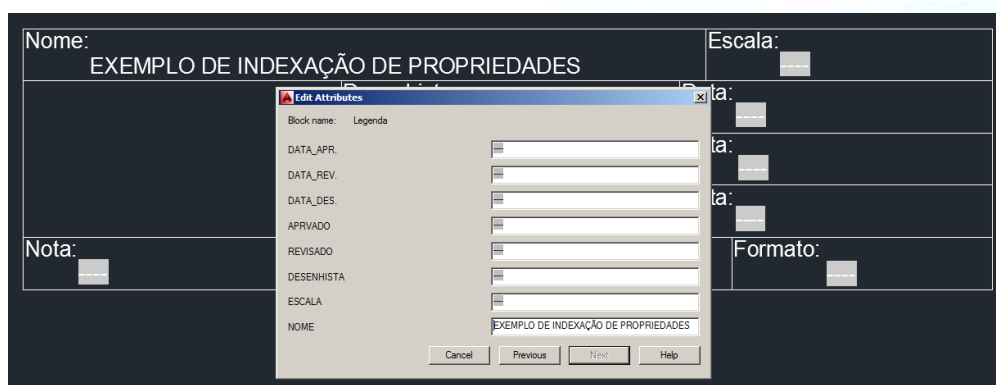 Nome:
EXEMPLO DE INDEXAÇÃO DE PROPRIEDADES
Escala:
----
Edit Attributes
Block name: Legenda
DATA_APR. ----
DATA_REV. ----
DATA_DES. ----
APRVADO ----
REVISADO ----
DESENHISTA ----
ESCALA ----
NOME EXEMPLO DE INDEXAÇÃO DE PROPRIEDADES
Cancel Previous Next Help
ta:
----
ta:
----
ta:
----
Nota:
----
Formato:
----